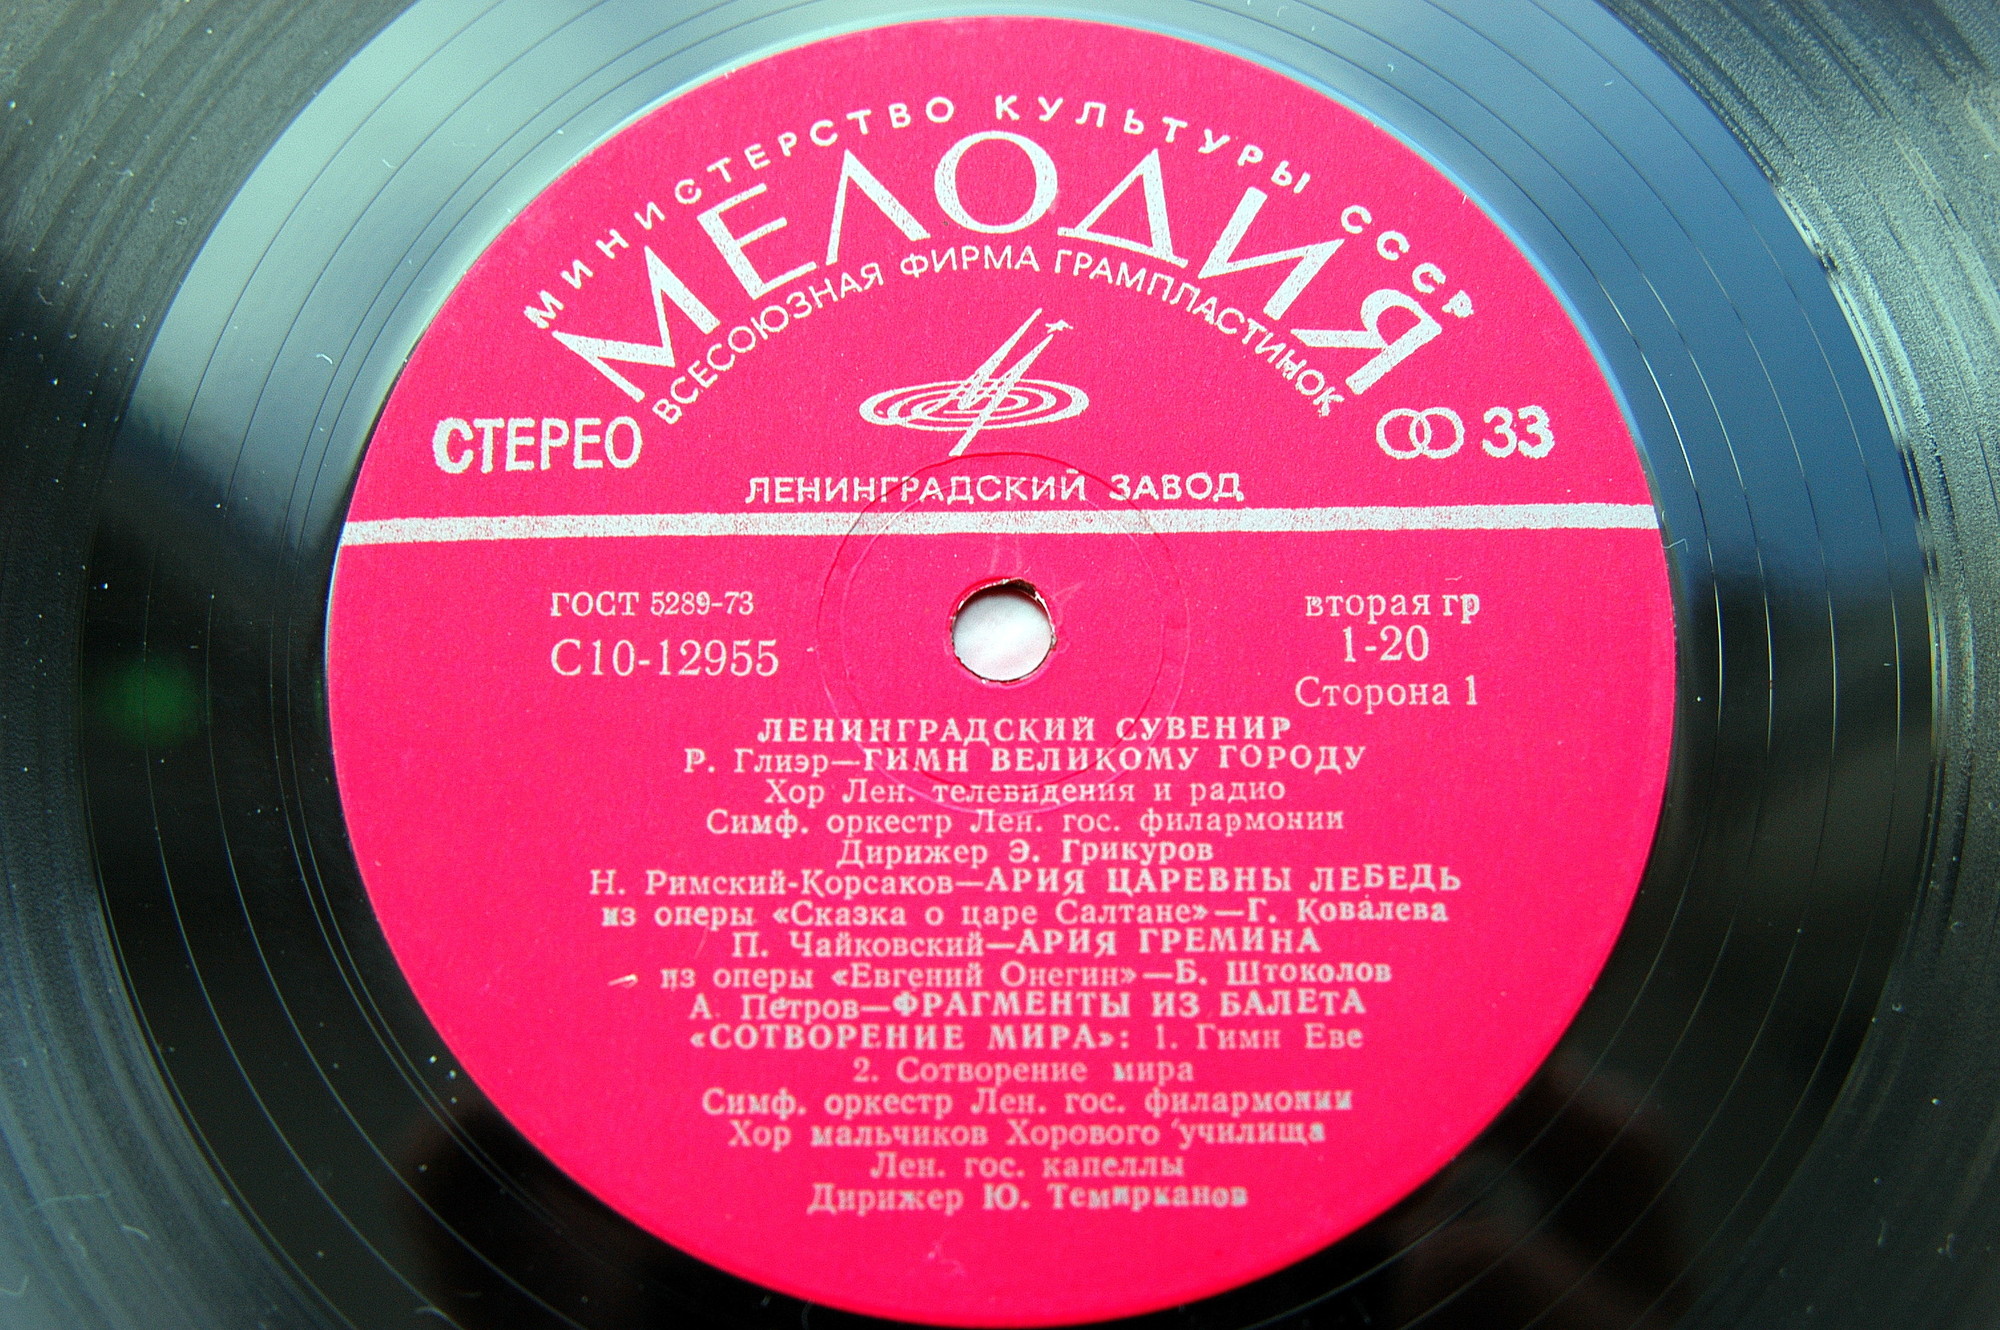 МИНИСТЕРСТВО КУЛЬТУРЫ СССР
МЕЛОДИЯ
ВСЕСОЮЗНАЯ ФИРМА ГРАМПЛАСТИНОК
СТЕРЕО
33
ЛЕНИНГРАДСКИЙ ЗАВОД
ГОСТ 5289-73
С10-12955
вторая гр
1-20
Сторона 1
ЛЕНИНГРАДСКИЙ СУВЕНИР
Р. Глиэр—ГИМН ВЕЛИКОМУ ГОРОДУ
Хор Лен. телевидения и радио
Симф. оркестр Лен. гос. филармонии
Дирижер Э. Грикуров
Н. Римский-Корсаков—АРИЯ ЦАРЕВНЫ ЛЕБЕДЬ
из оперы «Сказка о царе Салтане»—Г. Ковалева
П. Чайковский—АРИЯ ГРЕМИНА
из оперы «Евгений Онегин»—Б. Штоколов
А. Петров—ФРАГМЕНТЫ ИЗ БАЛЕТА
«СОТВОРЕНИЕ МИРА»: 1. Гимн Еве
2. Сотворение мира
Симф. оркестр Лен. гос. филармонии
Хор мальчиков Хорового училища
Лен. гос. капеллы
Дирижер Ю. Темирканов